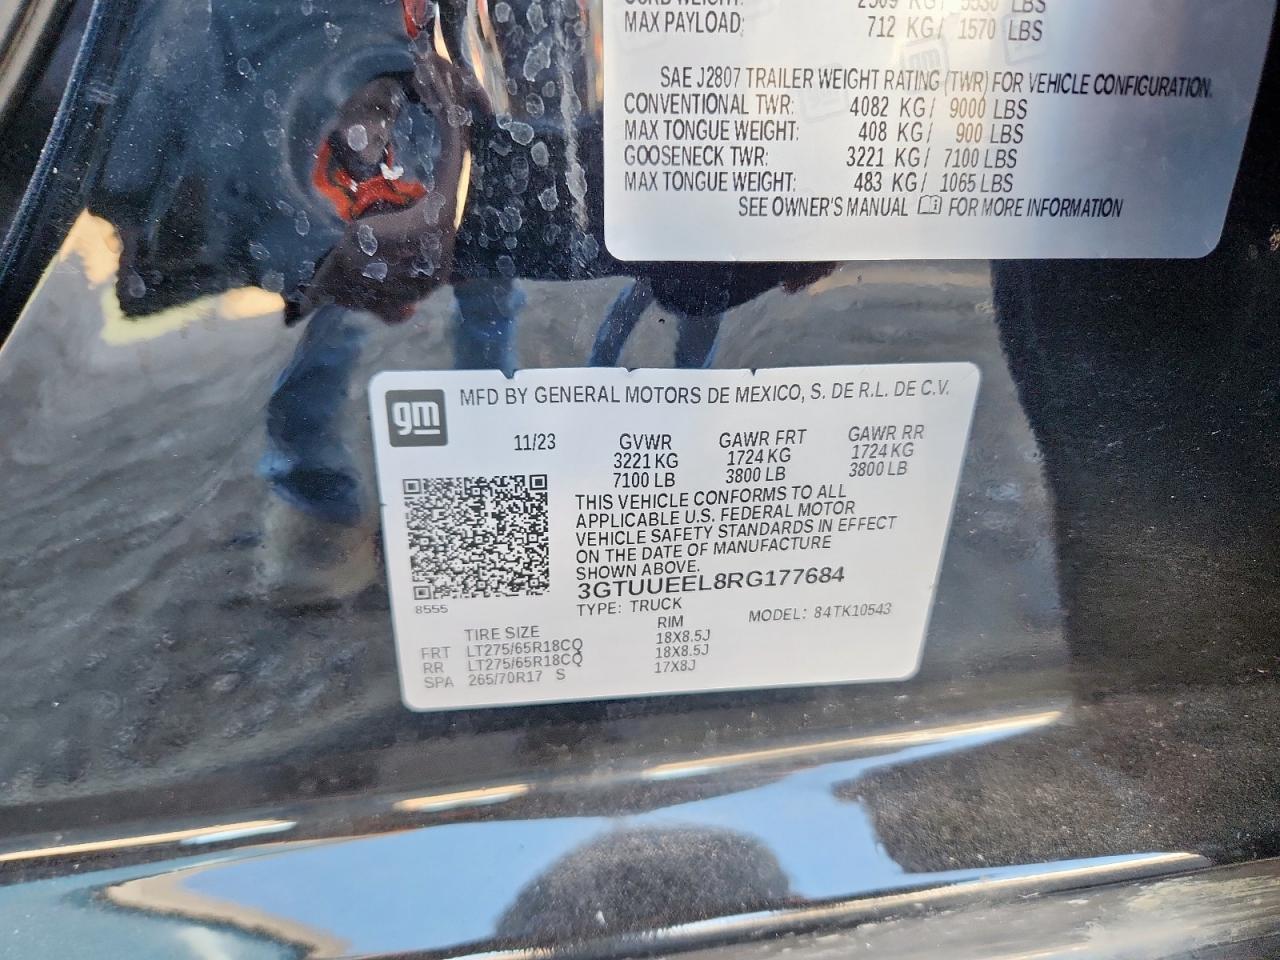 CURB WEIGHT: 2509 KG/ 5530 LBS
MAX PAYLOAD: 712 KG/ 1570 LBS
SAE J2807 TRAILER WEIGHT RATING (TWR) FOR VEHICLE CONFIGURATION.
CONVENTIONAL TWR: 4082 KG/ 9000 LBS
MAX TONGUE WEIGHT: 408 KG/ 900 LBS
GOOSENECK TWR: 3221 KG/ 7100 LBS
MAX TONGUE WEIGHT: 483 KG/ 1065 LBS
SEE OWNER'S MANUAL FOR MORE INFORMATION
gm
MFD BY GENERAL MOTORS DE MEXICO, S. DE R.L. DE C.V.
11/23 GVWR GAWR FRT GAWR RR
3221 KG 1724 KG 1724 KG
7100 LB 3800 LB 3800 LB
THIS VEHICLE CONFORMS TO ALL
APPLICABLE U.S. FEDERAL MOTOR
VEHICLE SAFETY STANDARDS IN EFFECT
ON THE DATE OF MANUFACTURE
SHOWN ABOVE.
3GTUUEEL8RG177684
8555
TYPE: TRUCK MODEL: 84TK10543
TIRE SIZE RIM
FRT LT275/65R18CQ 18X8.5J
RR LT275/65R18CQ 18X8.5J
SPA 265/70R17 S 17X8J